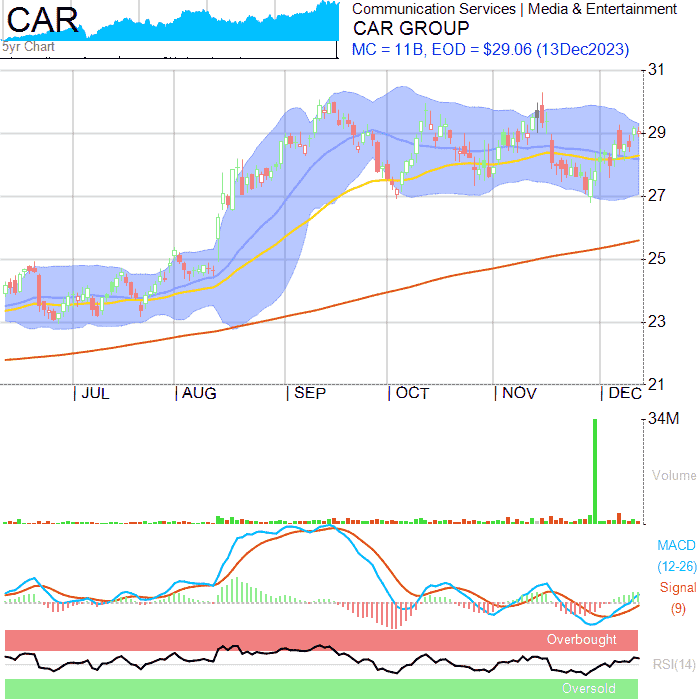 CAR
5yr Chart
Communication Services | Media & Entertainment
CAR GROUP
MC = 11B, EOD = $29.06 (13Dec2023)
31
29
27
25
23
21
| JUL | AUG | SEP | OCT | NOV | DEC
34M
Volume
MACD
(12-26)
Signal
(9)
Overbought
RSI(14)
Oversold